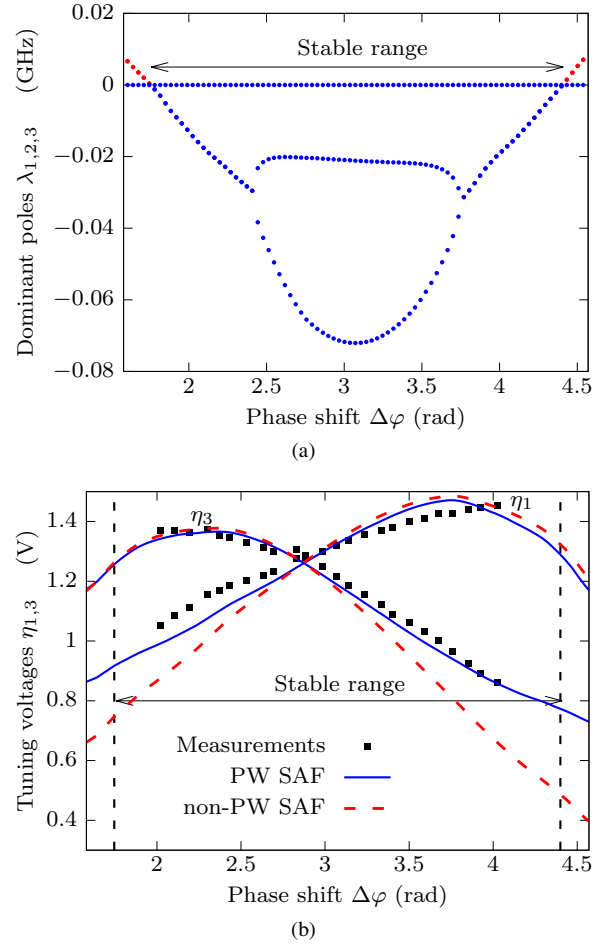 0.02
0
−0.02
−0.04
−0.06
−0.08
Dominant poles λ1,2,3 (GHz)
Stable range
2 2.5 3 3.5 4 4.5
Phase shift Δφ (rad)
(a)
1.4
1.2
1
0.8
0.6
0.4
Tuning voltages η1,3 (V)
η3
η1
Stable range
Measurements
PW SAF
non-PW SAF
2 2.5 3 3.5 4 4.5
Phase shift Δφ (rad)
(b)